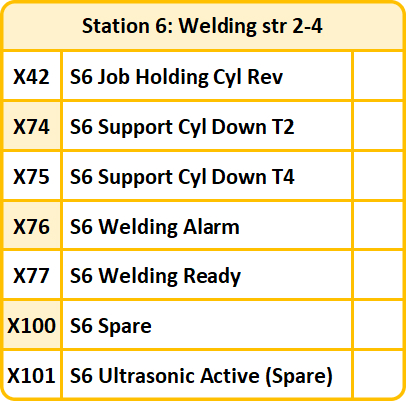 Station 6: Welding str 2-4
X42 S6 Job Holding Cyl Rev
X74 S6 Support Cyl Down T2
X75 S6 Support Cyl Down T4
X76 S6 Welding Alarm
X77 S6 Welding Ready
X100 S6 Spare
X101 S6 Ultrasonic Active (Spare)